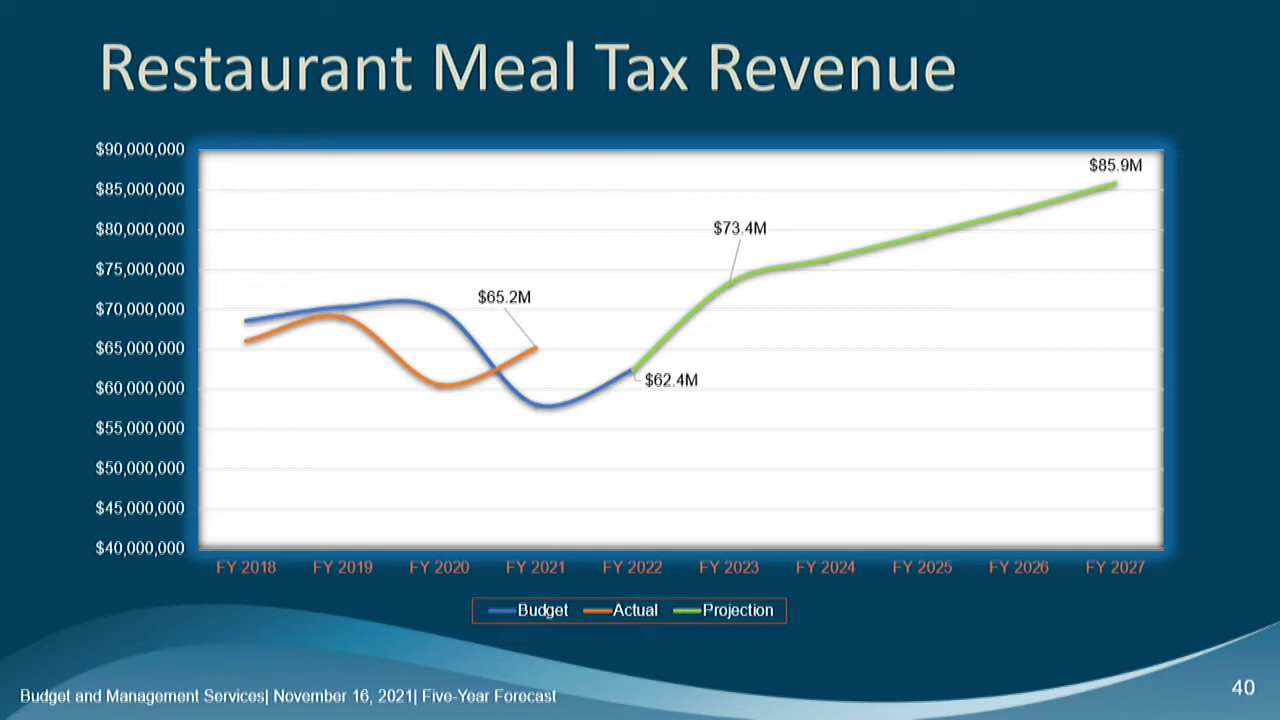 Restaurant Meal Tax Revenue
$90,000,000
$85,000,000
$80,000,000
$75,000,000
$70,000,000
$65,000,000
$60,000,000
$55,000,000
$50,000,000
$45,000,000
$40,000,000
$85.9M
$73.4M
$65.2M
$62.4M
FY 2018 FY 2019 FY 2020 FY 2021 FY 2022 FY 2023 FY 2024 FY 2025 FY 2026 FY 2027
Budget Actual Projection
Budget and Management Services| November 16, 2021| Five-Year Forecast
40